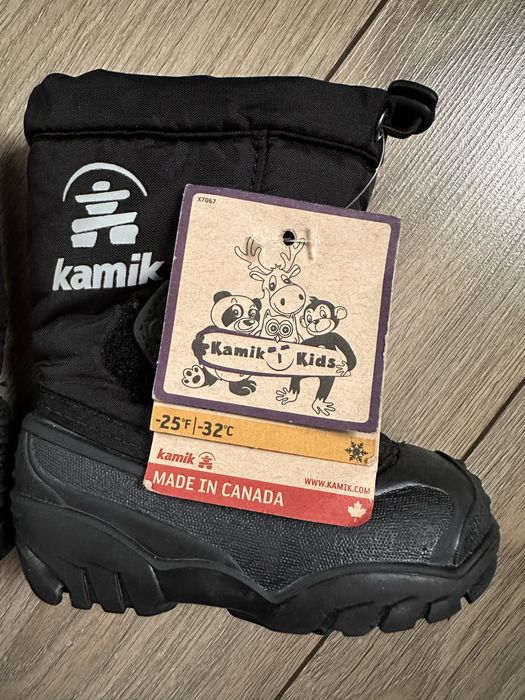 kamik
X7067
Kamik Kids
-25°F | -32°C
kamik
WWW.KAMIK.COM
MADE IN CANADA